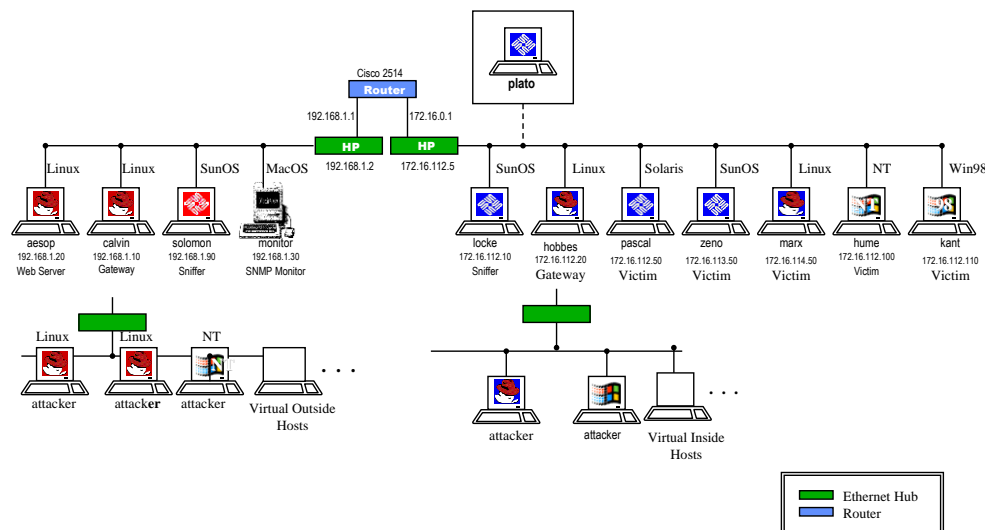 plato
Cisco 2514
Router
192.168.1.1
172.16.0.1
HP
HP
192.168.1.2
172.16.112.5
Linux
Linux
SunOS
MacOS
SunOS
Linux
Solaris
SunOS
Linux
NT
Win98
aesop
192.168.1.20
Web Server
calvin
192.168.1.10
Gateway
solomon
192.168.1.90
Sniffer
monitor
192.168.1.30
SNMP Monitor
locke
172.16.112.10
Sniffer
hobbes
172.16.112.20
Gateway
pascal
172.16.112.50
Victim
zeno
172.16.113.50
Victim
marx
172.16.114.50
Victim
hume
172.16.112.100
Victim
kant
172.16.112.110
Victim
Linux
Linux
NT
attacker
attacker
attacker
Virtual Outside
Hosts
. . .
attacker
attacker
Virtual Inside
Hosts
. . .
Ethernet Hub
Router